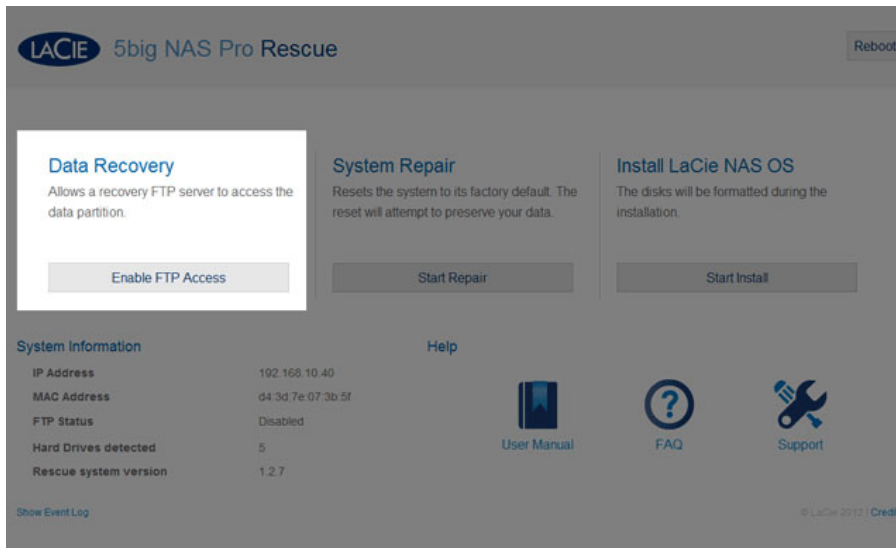 LACIE 5big NAS Pro Rescue
Reboot
Data Recovery
Allows a recovery FTP server to access the
data partition.
Enable FTP Access
System Repair
Resets the system to its factory default. The
reset will attempt to preserve your data.
Start Repair
Install LaCie NAS OS
The disks will be formatted during the
installation.
Start Install
System Information
IP Address 192.168.10.40
MAC Address d4:3d:7e:07:3b:5f
FTP Status Disabled
Hard Drives detected 5
Rescue system version 1.2.7
Help
User Manual
FAQ
Support
Show Event Log
© LaCie 2012 | Credi